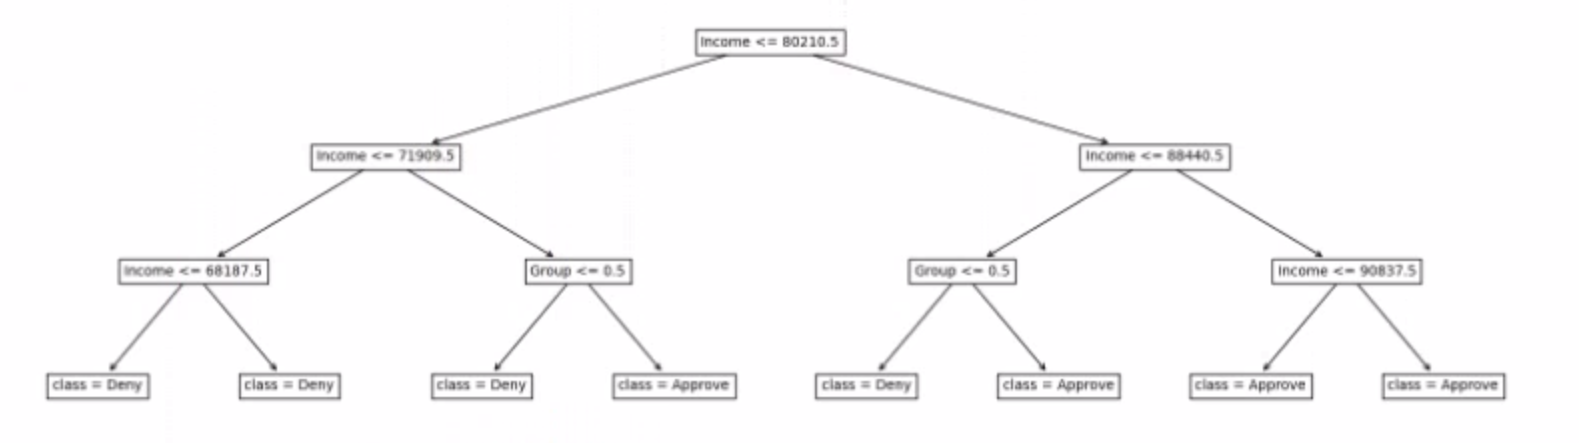 Income <= 80210.5
Income <= 71909.5
Income <= 88440.5
Income <= 68187.5
Group <= 0.5
Group <= 0.5
Income <= 90837.5
class = Deny
class = Deny
class = Deny
class = Approve
class = Deny
class = Approve
class = Approve
class = Approve